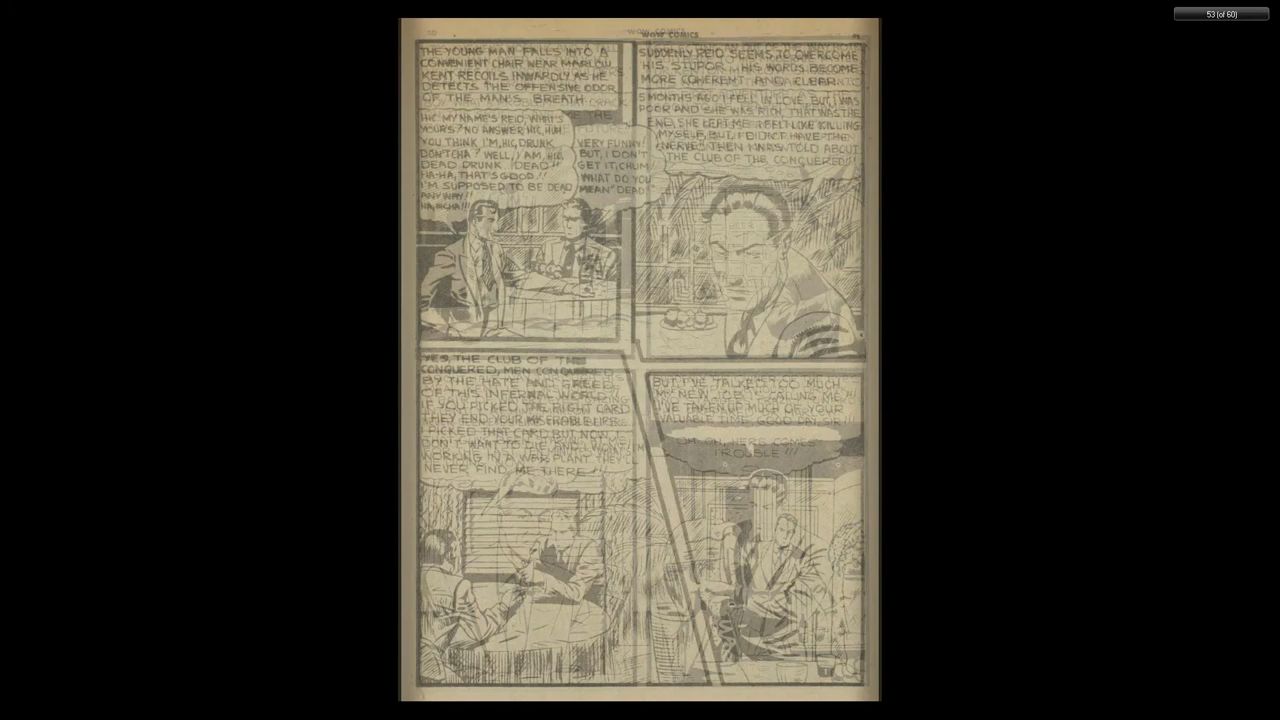 53 (of 60)
WOW COMICS
THE YOUNG MAN FALLS INTO A
CONVENIENT CHAIR NEAR MARLOW
KENT RECOILS INWARDLY AS HE
DETECTS THE OFFENSIVE ODOR
OF THE MAN'S BREATH
HIC, MY NAME'S REID, WHAT'S
YOURS? NO ANSWER, HIC, HUH
YOU THINK I'M, HIC, DRUNK
DON'TCHA? WELL, I AM, HIC,
DEAD DRUNK DEAD!!
HA-HA, THAT'S GOOD!!
I'M SUPPOSED TO BE DEAD
ANYWAY!!
VERY FUNNY!
BUT, I DON'T
GET IT, CHUM
WHAT DO YOU
MEAN "DEAD"
SUDDENLY REID SEEMS TO OVERCOME
HIS STUPOR HIS WORDS BECOME
MORE COHERENT AND CLEAR
5 MONTHS AGO I FELL IN LOVE, BUT I WAS
POOR AND SHE WAS RICH, THAT WAS THE
END, SHE LEFT ME I FELT LIKE KILLING
MYSELF, BUT, I DIDN'T HAVE THE
NERVE! THEN I WAS TOLD ABOUT
THE CLUB OF THE CONQUERED!!
YES, THE CLUB OF THE
CONQUERED, MEN CONQUERED
BY THE HATE AND GREED
OF THIS INFERNAL WORLD
IF YOU PICKED THE RIGHT CARD
THEY END YOUR MISERABLE LIFE
I PICKED THAT CARD BUT NOW I
DON'T WANT TO DIE AND I WON'T I'M
WORKING IN A WAR PLANT THEY'LL
NEVER FIND ME THERE!!
BUT I'VE TALKED TOO MUCH,
MY NEW JOB IS CALLING ME
I'VE TAKEN UP MUCH OF YOUR
VALUABLE TIME, GOOD DAY, SIR
OH, OH, HERE COMES
TROUBLE!!!